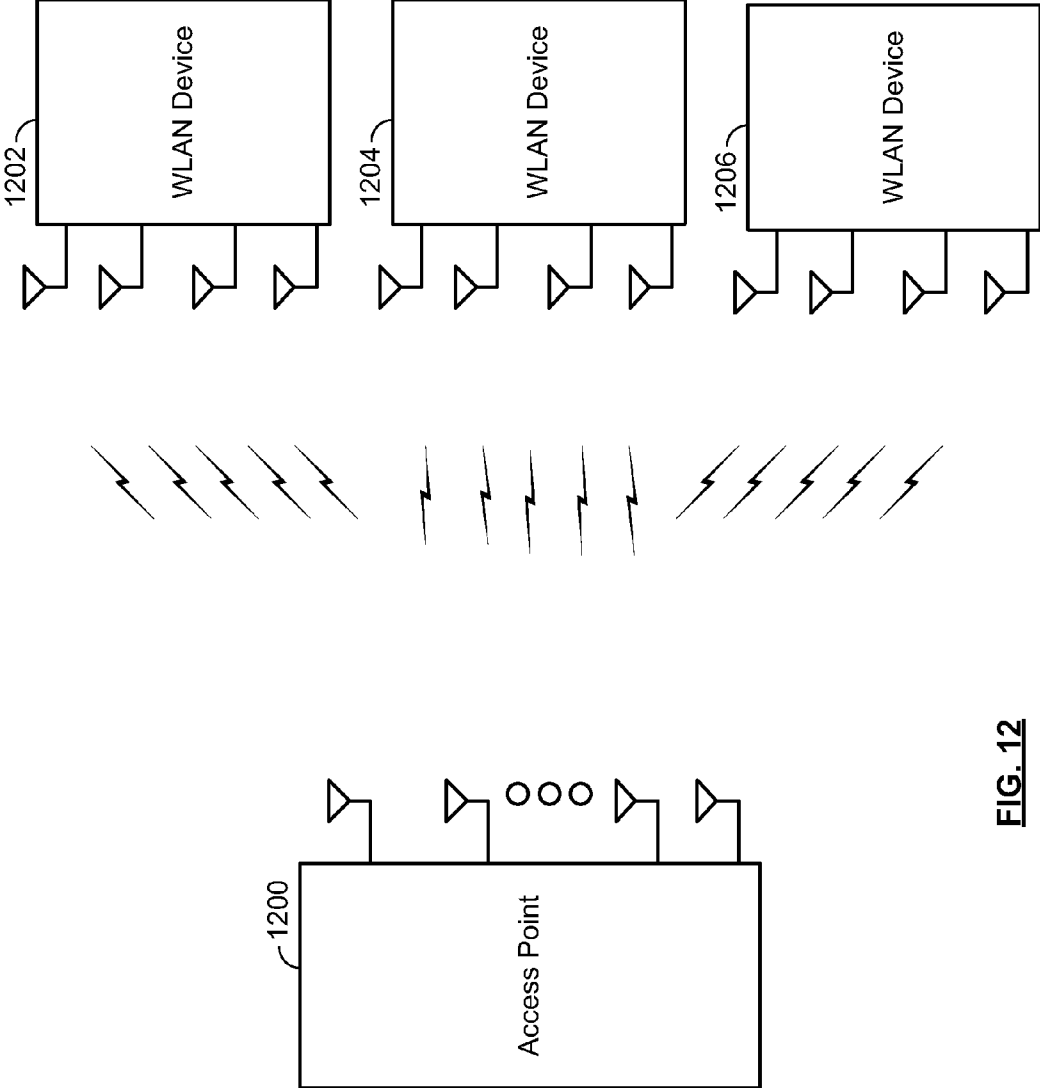 1202
WLAN Device
1204
WLAN Device
1206
WLAN Device
1200
Access Point
FIG. 12